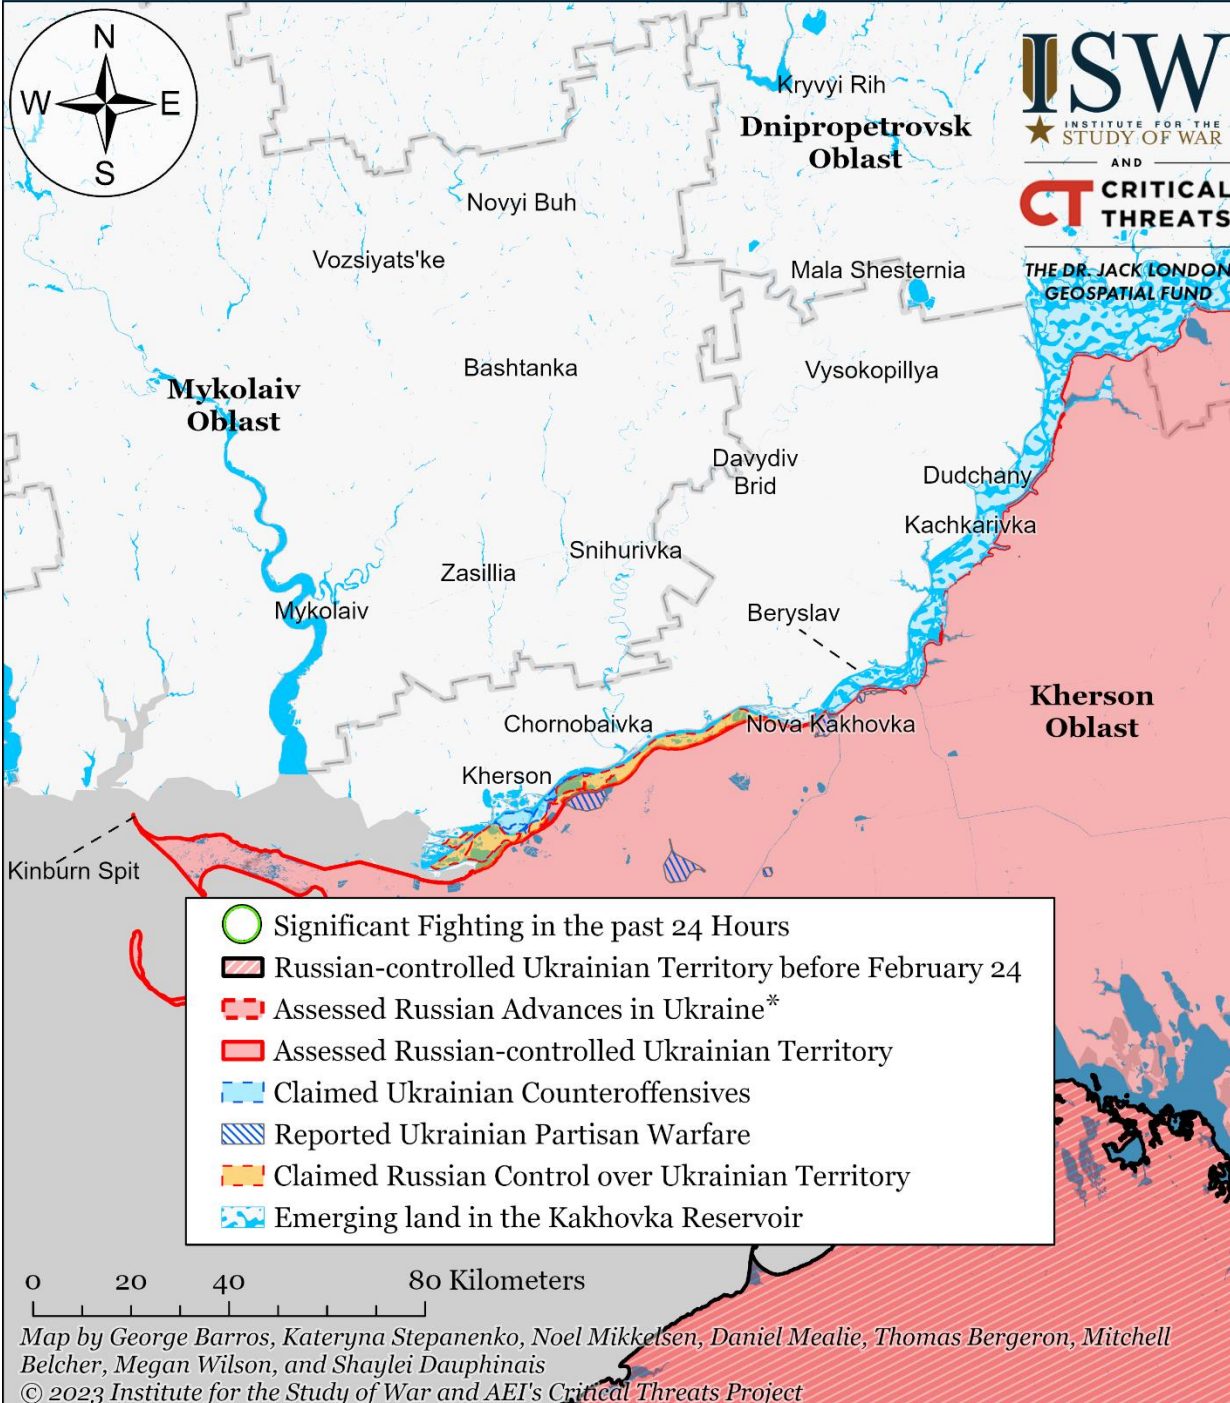 N
W
E
S
Kryvyi Rih
Dnipropetrovsk
Oblast
ISW
INSTITUTE FOR THE
STUDY OF WAR
AND
CT CRITICAL
THREATS
THE DR. JACK LONDON
GEOSPATIAL FUND
Novyi Buh
Vozsiyats'ke
Mala Shesternia
Bashtanka
Vysokopillya
Mykolaiv
Oblast
Davydiv
Brid
Dudchany
Kachkarivka
Snihurivka
Zasillia
Mykolaiv
Beryslav
Kherson
Oblast
Chornobaivka
Nova Kakhovka
Kherson
Kinburn Spit
Significant Fighting in the past 24 Hours
Russian-controlled Ukrainian Territory before February 24
Assessed Russian Advances in Ukraine*
Assessed Russian-controlled Ukrainian Territory
Claimed Ukrainian Counteroffensives
Reported Ukrainian Partisan Warfare
Claimed Russian Control over Ukrainian Territory
Emerging land in the Kakhovka Reservoir
0 20 40 80 Kilometers
Map by George Barros, Kateryna Stepanenko, Noel Mikkelsen, Daniel Mealie, Thomas Bergeron, Mitchell
Belcher, Megan Wilson, and Shaylei Dauphinais
© 2023 Institute for the Study of War and AEI's Critical Threats Project